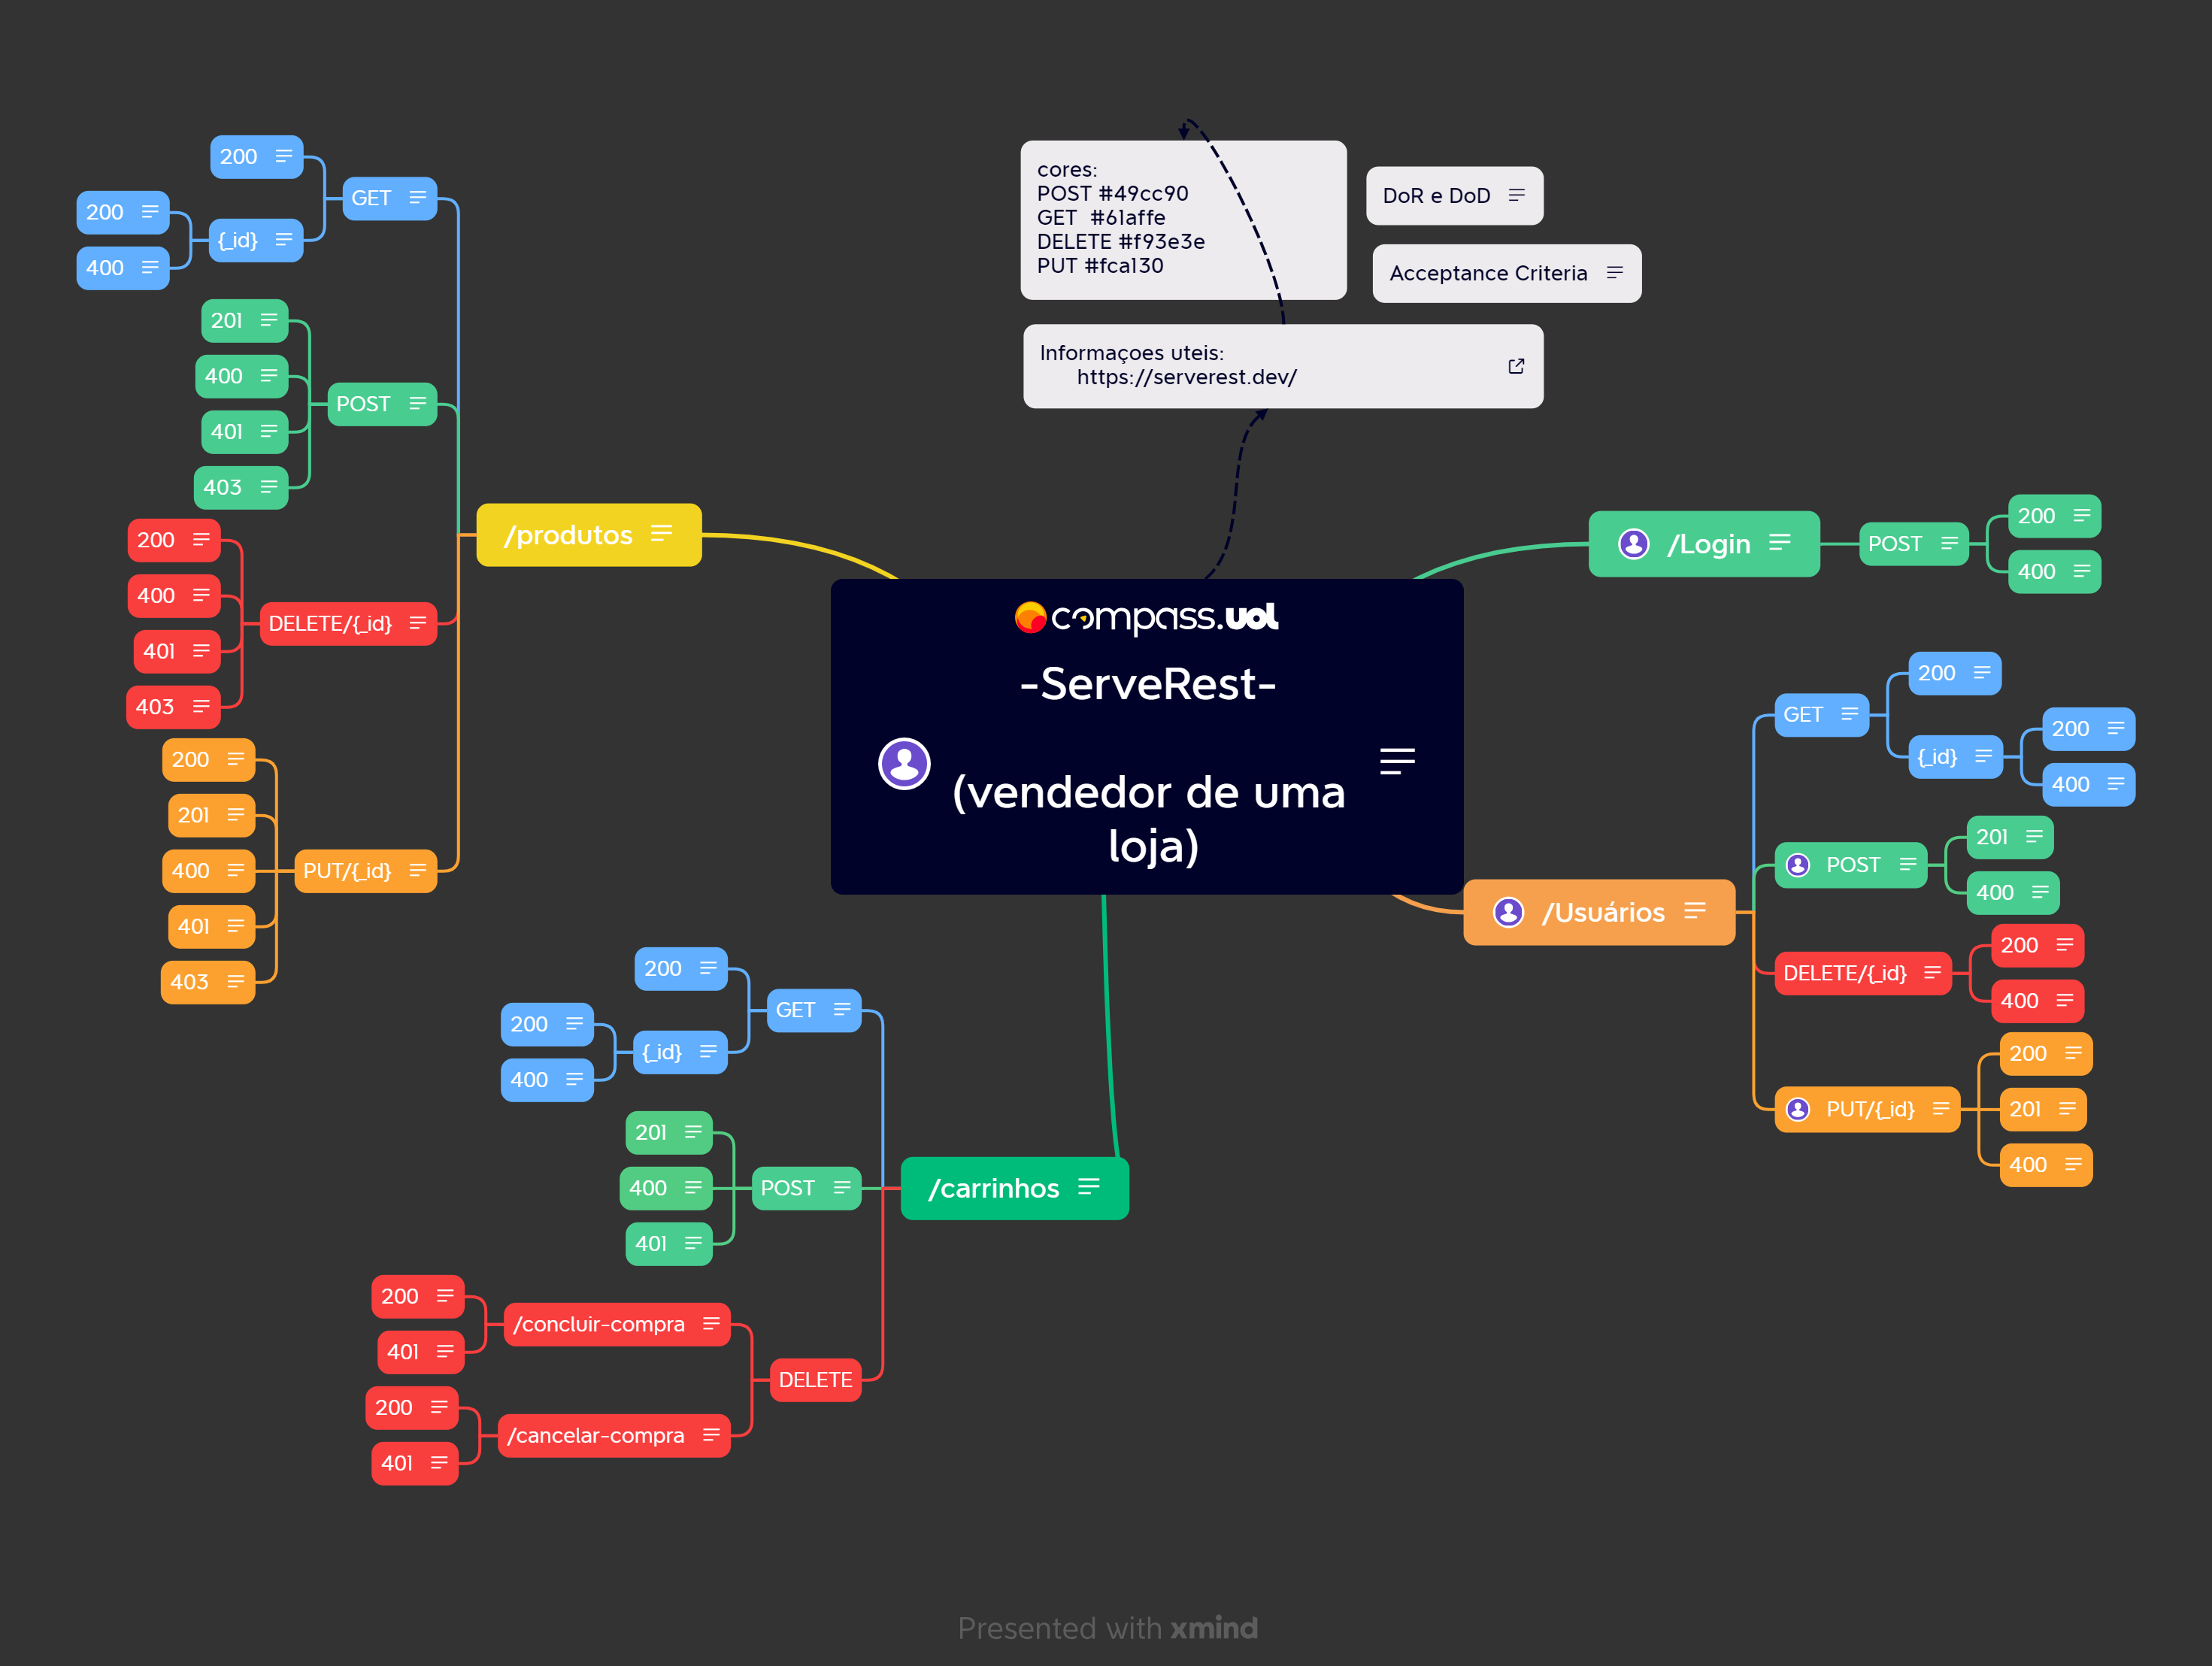 cores:
POST #49cc90
GET  #61affe
DELETE #f93e3e
PUT #fca130
DoR e DoD
Acceptance Criteria
Informaçoes uteis:
https://serverest.dev/
compass.uol
-ServeRest-
(vendedor de uma
loja)
/produtos
GET
200
{_id}
200
400
POST
201
400
401
403
DELETE/{_id}
200
400
401
403
PUT/{_id}
200
201
400
401
403
/carrinhos
GET
200
{_id}
200
400
POST
201
400
401
DELETE
/concluir-compra
200
401
/cancelar-compra
200
401
/Login
POST
200
400
/Usuários
GET
200
{_id}
200
400
POST
201
400
DELETE/{_id}
200
400
PUT/{_id}
200
201
400
Presented with xmind